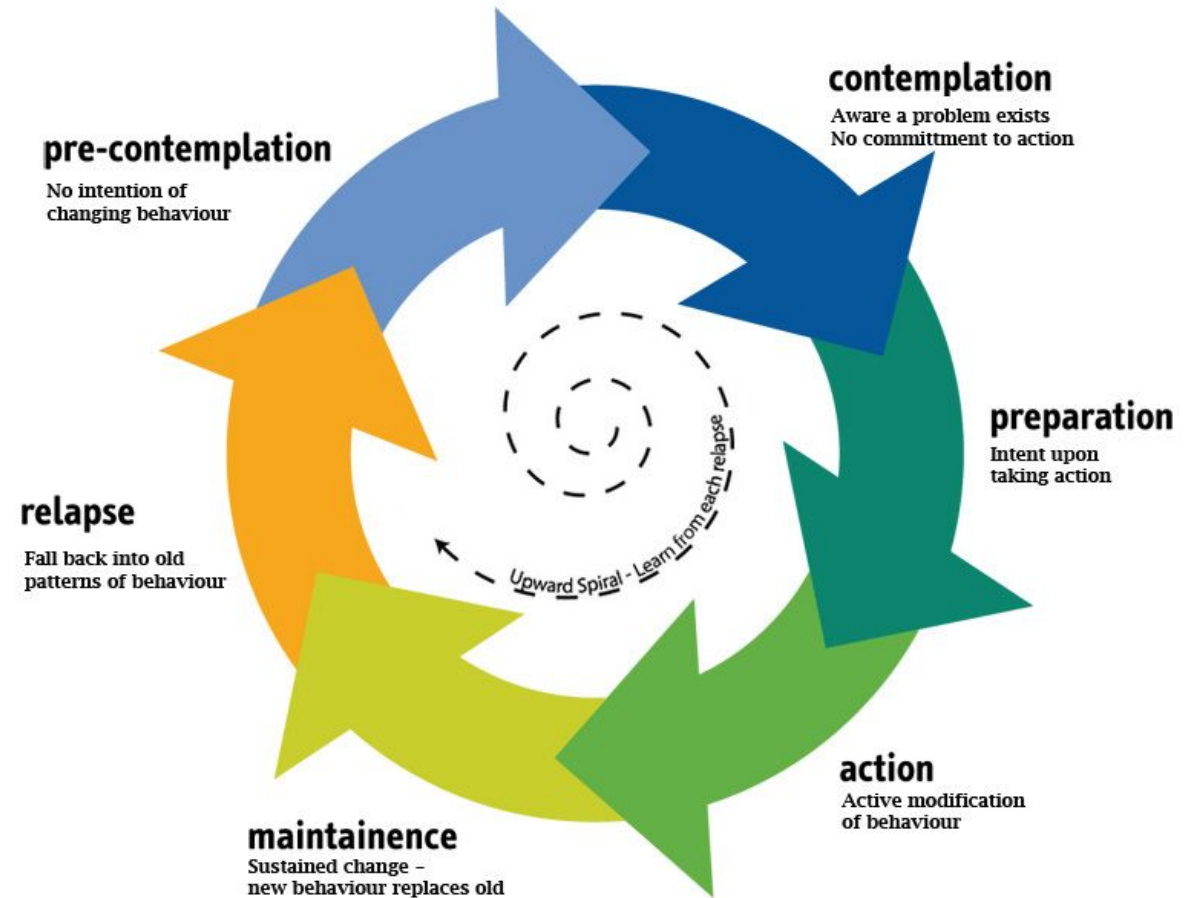 pre-contemplation
No intention of
changing behaviour
contemplation
Aware a problem exists
No committment to action
preparation
Intent upon
taking action
action
Active modification
of behaviour
maintainence
Sustained change –
new behaviour replaces old
relapse
Fall back into old
patterns of behaviour
Upward Spiral - Learn from each relapse